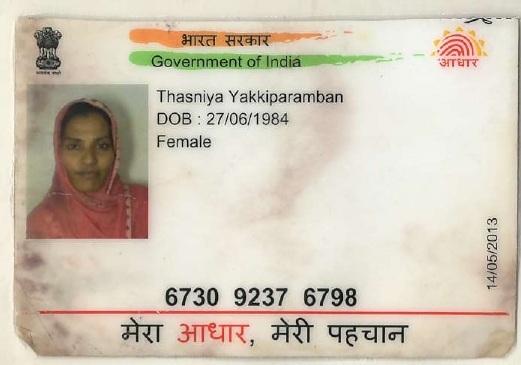 भारत सरकार
Government of India
आधार
Thasniya Yakkiparamban
DOB : 27/06/1984
Female
14/05/2013
6730 9237 6798
मेरा आधार, मेरी पहचान